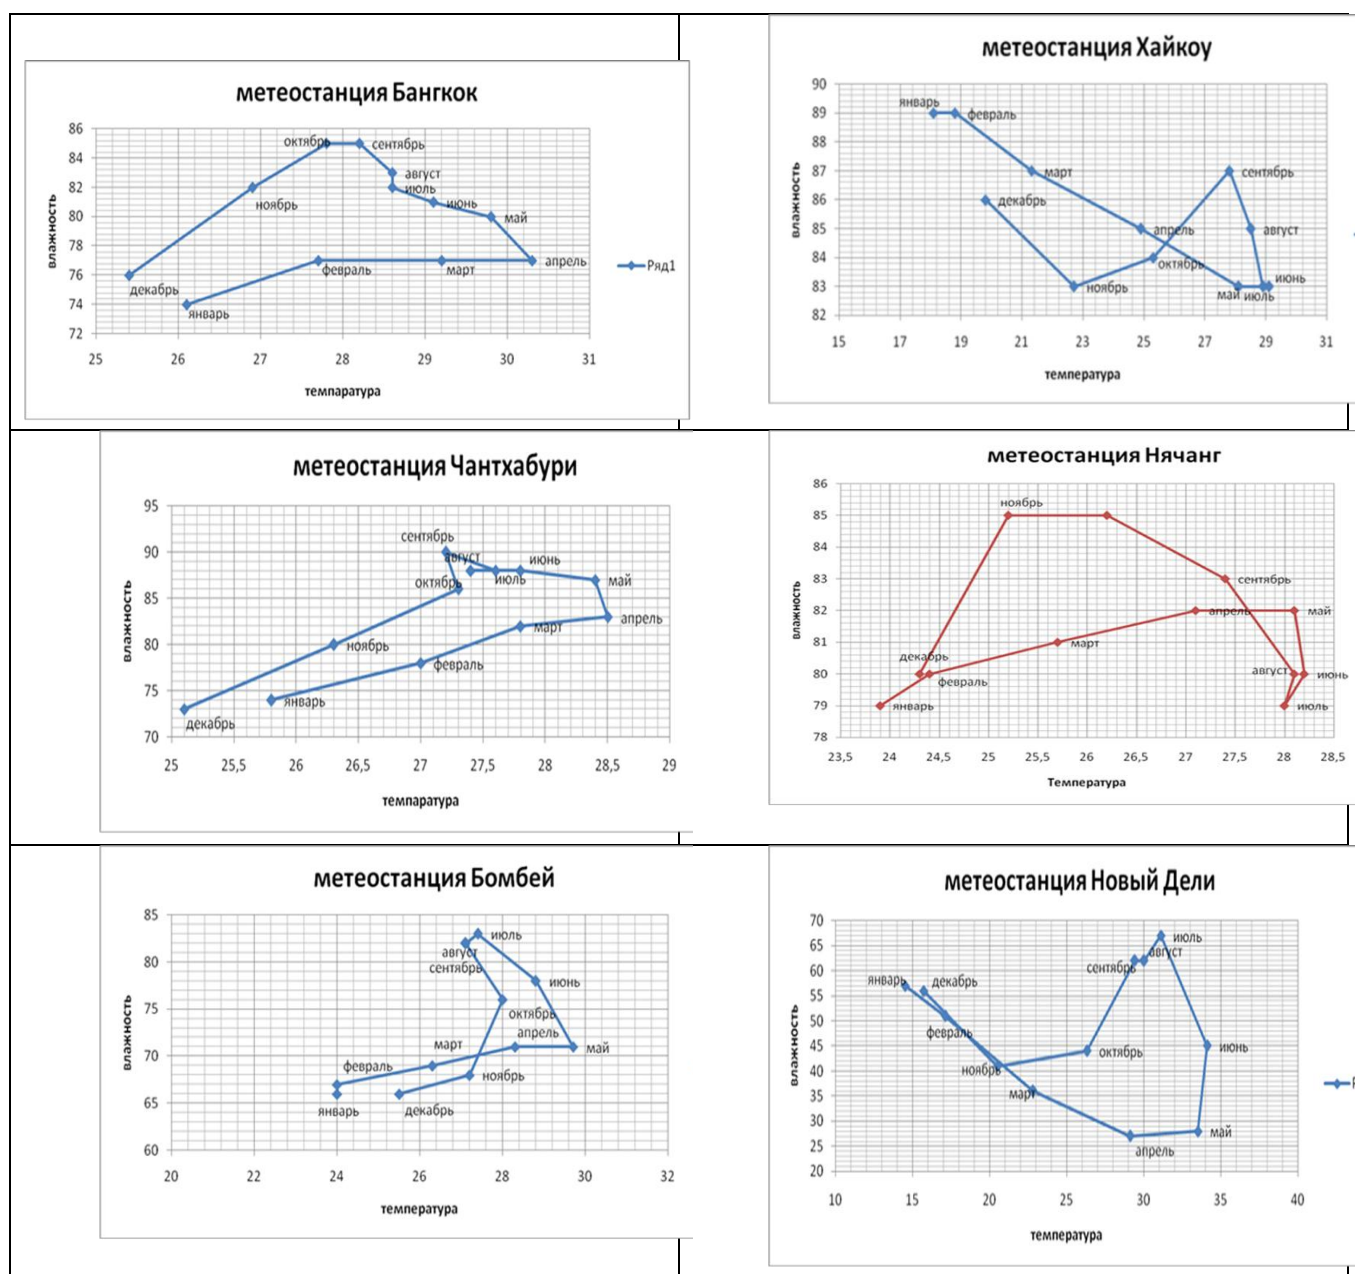 метеостанция Бангкок
86
84
82
80
78
76
74
72
25 26 27 28 29 30 31
влажность
темпаратура
октябрь
сентябрь
август
июль
июнь
май
апрель
март
февраль
январь
декабрь
ноябрь
Ряд1
метеостанция Хайкоу
90
89
88
87
86
85
84
83
82
15 17 19 21 23 25 27 29 31
влажность
температура
январь
февраль
март
декабрь
апрель
октябрь
ноябрь
сентябрь
август
июнь
май
июль
метеостанция Чантхабури
95
90
85
80
75
70
25 25,5 26 26,5 27 27,5 28 28,5 29
влажность
темпаратура
сентябрь
август
июнь
июль
октябрь
май
апрель
март
ноябрь
февраль
январь
декабрь
метеостанция Нячанг
86
85
84
83
82
81
80
79
78
23,5 24 24,5 25 25,5 26 26,5 27 27,5 28 28,5
влажность
Температура
ноябрь
сентябрь
апрель
май
март
декабрь
февраль
август
июнь
январь
июль
метеостанция Бомбей
85
80
75
70
65
60
20 22 24 26 28 30 32
влажность
температура
июль
август
сентябрь
июнь
октябрь
апрель
март
май
февраль
ноябрь
январь
декабрь
метеостанция Новый Дели
70
65
60
55
50
45
40
35
30
25
20
10 15 20 25 30 35 40
влажность
температура
июль
август
сентябрь
январь
декабрь
февраль
октябрь
июнь
ноябрь
март
май
апрель